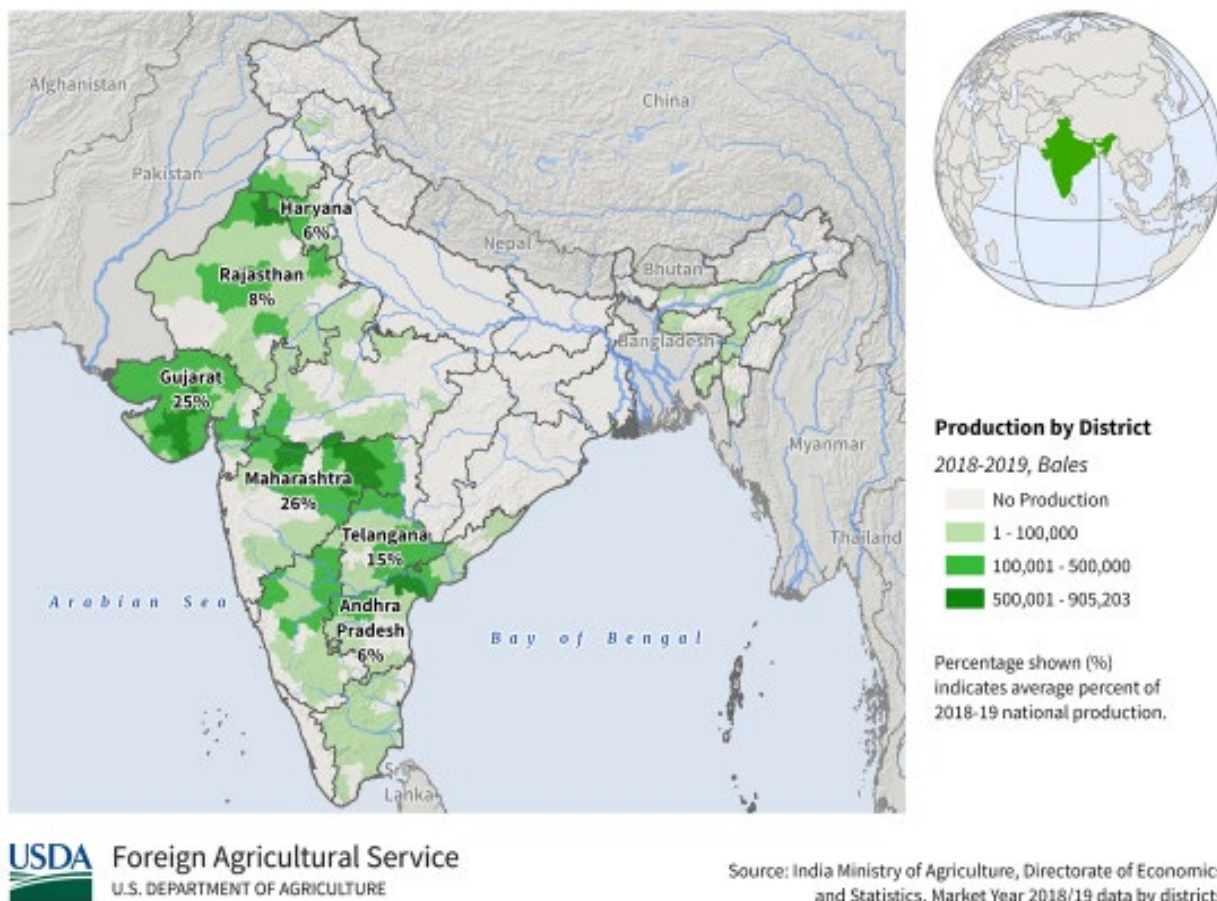 Afghanistan
China
Pakistan
Haryana
6%
Nepal
Bhutan
Rajasthan
8%
Bangladesh
Gujarat
25%
Myanmar
Maharashtra
26%
Telangana
15%
Thailand
Arabian Sea
Andhra
Pradesh
6%
Bay of Bengal
Sri
Lanka
Production by District
2018-2019, Bales
No Production
1 - 100,000
100,001 - 500,000
500,001 - 905,203
Percentage shown (%)
indicates average percent of
2018-19 national production.
USDA
Foreign Agricultural Service
U.S. DEPARTMENT OF AGRICULTURE
Source: India Ministry of Agriculture, Directorate of Economics
and Statistics. Market Year 2018/19 data by districts